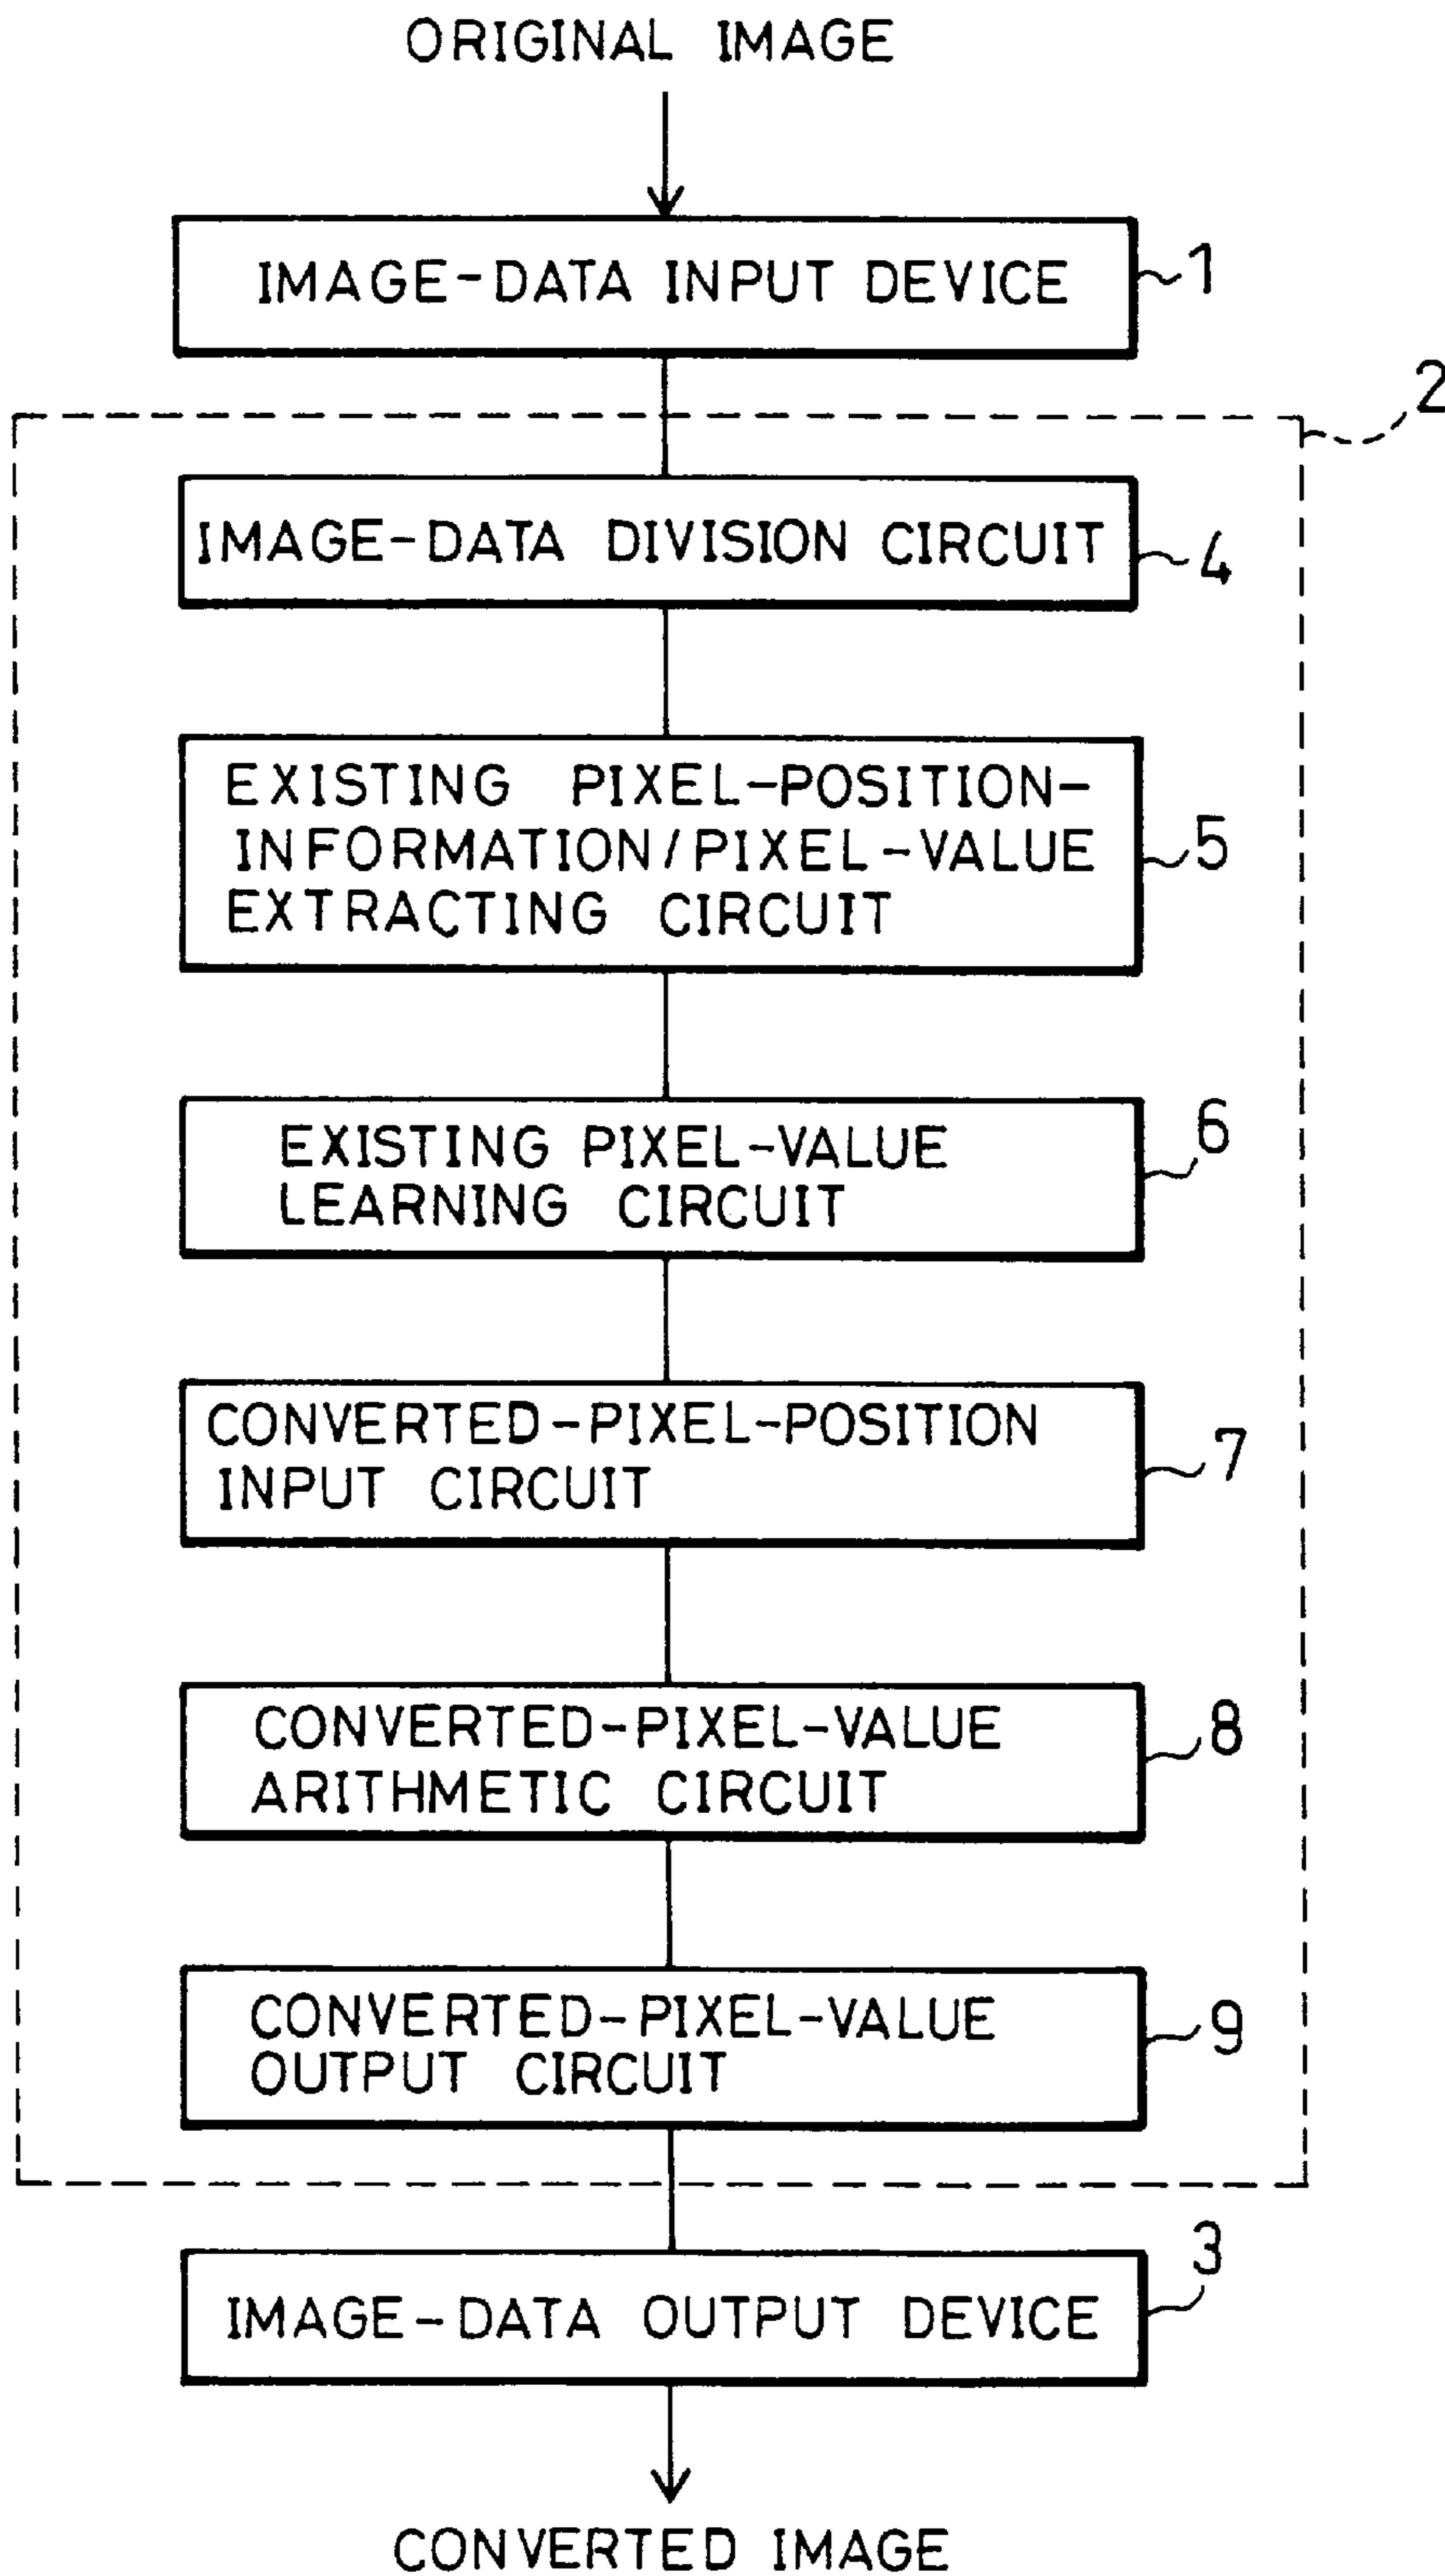 ORIGINAL IMAGE
IMAGE-DATA INPUT DEVICE
1
2
IMAGE-DATA DIVISION CIRCUIT
4
EXISTING PIXEL-POSITION-
INFORMATION/PIXEL-VALUE
EXTRACTING CIRCUIT
5
EXISTING PIXEL-VALUE
LEARNING CIRCUIT
6
CONVERTED-PIXEL-POSITION
INPUT CIRCUIT
7
CONVERTED-PIXEL-VALUE
ARITHMETIC CIRCUIT
8
CONVERTED-PIXEL-VALUE
OUTPUT CIRCUIT
9
IMAGE-DATA OUTPUT DEVICE
3
CONVERTED IMAGE